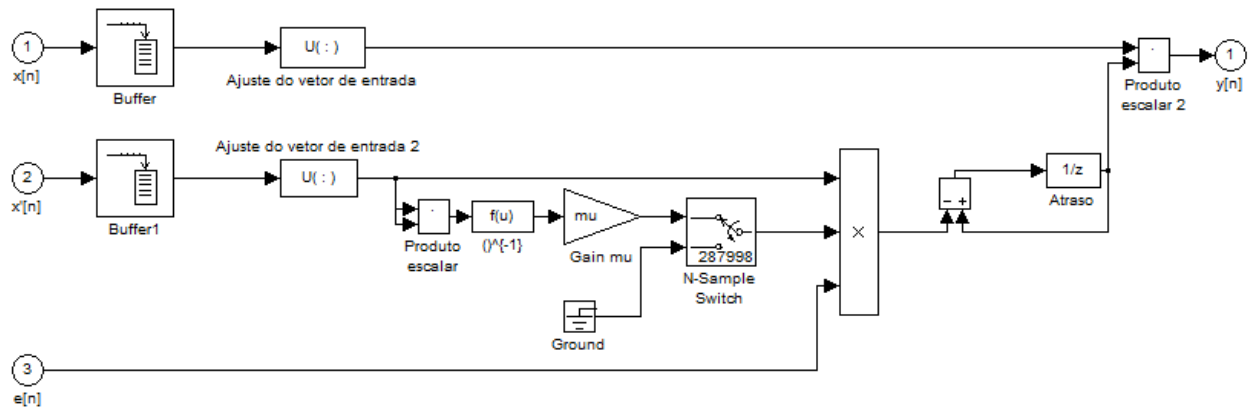 1
x[n]
Buffer
U( : )
Ajuste do vetor de entrada
Produto
escalar 2
1
y[n]
2
x'[n]
Buffer1
Ajuste do vetor de entrada 2
U( : )
Produto
escalar
f(u)
()^{-1}
mu
Gain mu
287998
N-Sample
Switch
Ground
×
- +
1/z
Atraso
3
e[n]